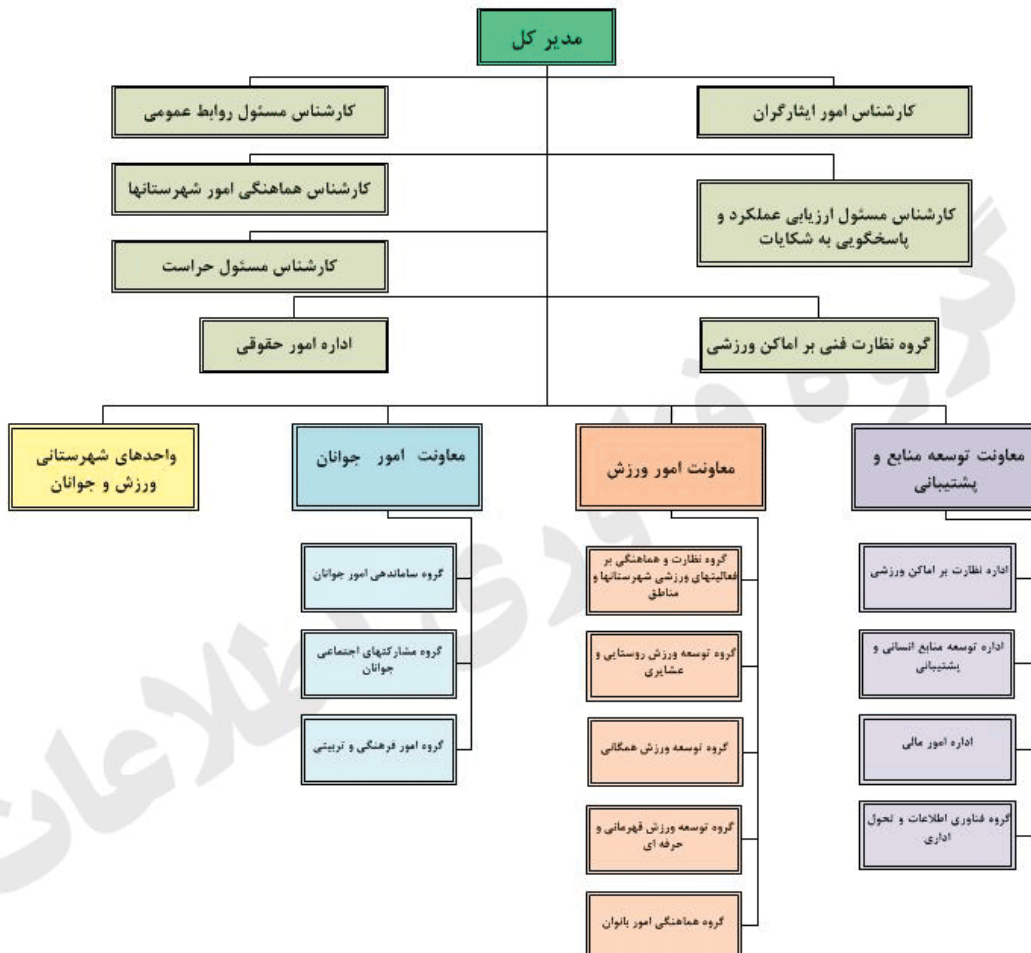 مدیر کل
کارشناس امور ایثارگران
کارشناس مسئول روابط عمومی
کارشناس هماهنگی امور شهرستانها
کارشناس مسئول ارزیابی عملکرد و
پاسخگویی به شکایات
کارشناس مسئول حراست
گروه نظارت فنی بر اماکن ورزشی
اداره امور حقوقی
معاونت توسعه منابع و
پشتیبانی
معاونت امور ورزش
معاونت امور جوانان
واحدهای شهرستانی
ورزش و جوانان
اداره نظارت بر اماکن ورزشی
اداره توسعه منابع انسانی و
پشتیبانی
اداره امور مالی
گروه فناوری اطلاعات و تحول
اداری
گروه نظارت و هماهنگی بر
فعالیتهای ورزشی شهرستانها و
مناطق
گروه توسعه ورزش روستایی و
عشایری
گروه توسعه ورزش همگانی
گروه توسعه ورزش قهرمانی و
حرفه ای
گروه هماهنگی امور بانوان
گروه ساماندهی امور جوانان
گروه مشارکتهای اجتماعی
جوانان
گروه امور فرهنگی و تربیتی
گروه فناوری اطلاعات